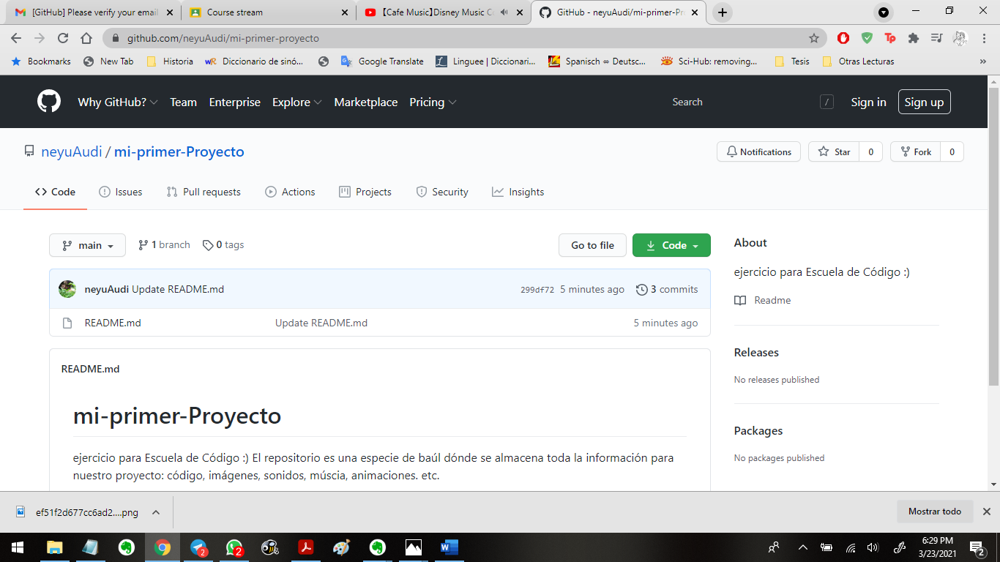 [GitHub] Please verify your email
Course stream
【Cafe Music】Disney Music C
GitHub - neyuAudi/mi-primer-Pr
github.com/neyuAudi/mi-primer-proyecto
Bookmarks New Tab Historia Diccionario de sinó... Google Translate Linguee | Diccionari... Spanisch ⇔ Deutsc... Sci-Hub: removing... Tesis Otras Lecturas »
Why GitHub? Team Enterprise Explore Marketplace Pricing Search / Sign in Sign up
neyuAudi / mi-primer-Proyecto Notifications Star 0 Fork 0
Code Issues Pull requests Actions Projects Security Insights
main 1 branch 0 tags Go to file Code
neyuAudi Update README.md 299df72 5 minutes ago 3 commits
README.md Update README.md 5 minutes ago
README.md
mi-primer-Proyecto
ejercicio para Escuela de Código :) El repositorio es una especie de baúl dónde se almacena toda la información para
nuestro proyecto: código, imágenes, sonidos, múscia, animaciones. etc.
About
ejercicio para Escuela de Código :)
Readme
Releases
No releases published
Packages
No packages published
ef51f2d677cc6ad2....png Mostrar todo
2 2 6:29 PM
3/23/2021 2